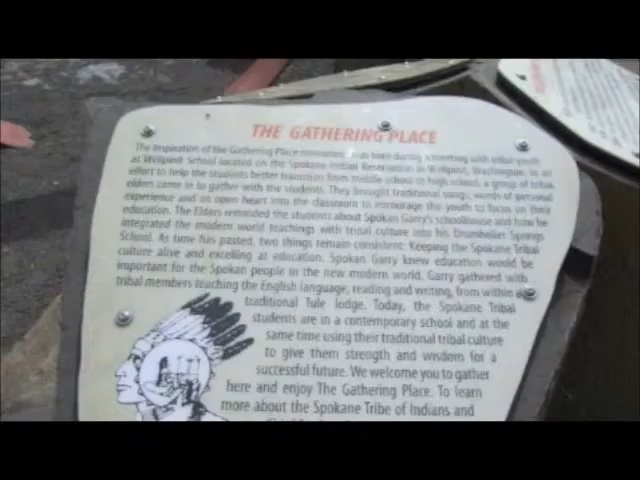 THE GATHERING PLACE
The inspiration of the Gathering Place monument was born during a meeting with tribal youth
at Wellpinit School located on the Spokane Indian Reservation in Wellpinit, Washington. In an
effort to help the students better transition from middle school to high school, a group of tribal
elders came in to gather with the students. They brought traditional songs, words of personal
experience and an open heart into the classroom to encourage the youth to focus on their
education. The Elders reminded the students about Spokan Garry's schoolhouse and how he
integrated the modern world teachings with tribal culture into his Drumheller Springs
School. As time has passed, two things remain consistent: Keeping the Spokane Tribal
culture alive and excelling at education. Spokan Garry knew education would be
important for the Spokan people in the new modern world. Garry gathered with
tribal members teaching the English language, reading and writing, from within a
traditional Tule lodge. Today, the Spokane Tribal
students are in a contemporary school and at the
same time using their traditional tribal culture
to give them strength and wisdom for a
successful future. We welcome you to gather
here and enjoy The Gathering Place. To learn
more about the Spokane Tribe of Indians and